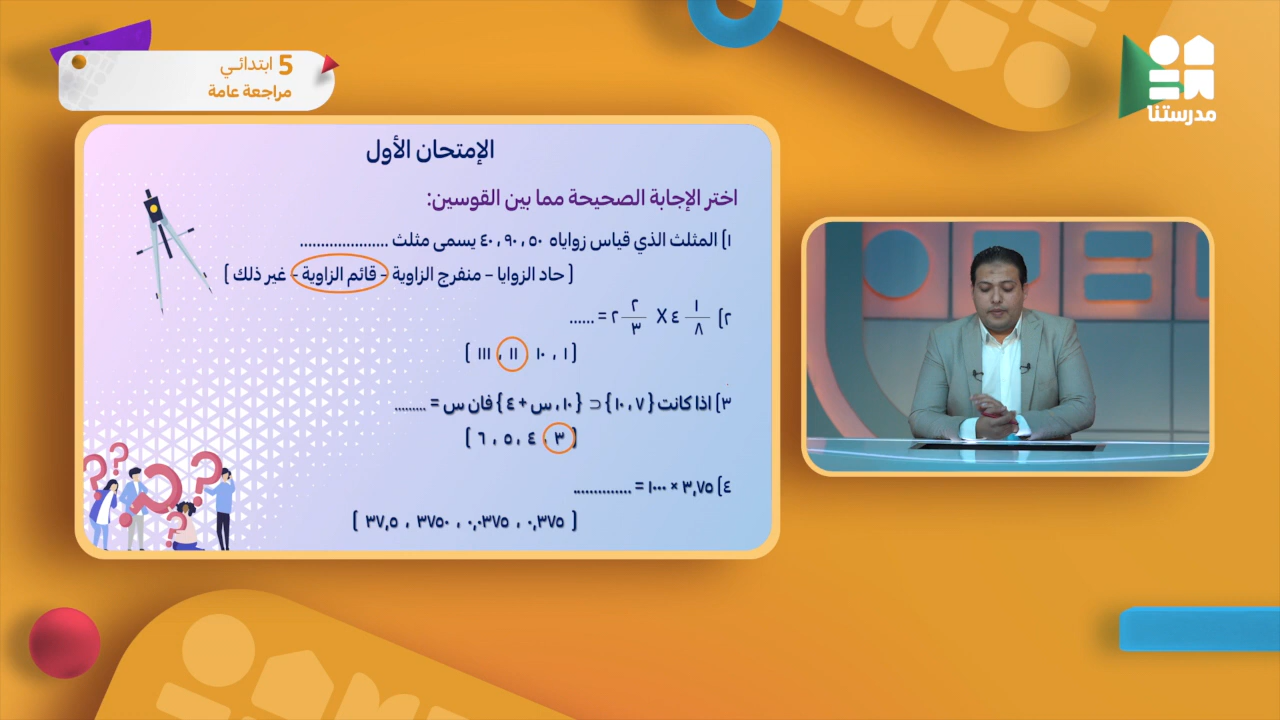 5 ابتدائي
مراجعة عامة
مدرستنا
الإمتحان الأول
اختر الإجابة الصحيحة مما بين القوسين:
١) المثلث الذي قياس زواياه ٥٠ ، ٩٠ ، ٤٠ يسمى مثلث .....................
( حاد الزوايا – منفرج الزاوية – قائم الزاوية – غير ذلك )
٢) ٤ ١/٨ X ٢ ٢/٣ = ......
( ١ ، ١٠ ١١ ، ١١١ )
٣) اذا كانت { ٧ ، ١٠ } ⊂ { ١٠ ، س + ٤ } فان س = .........
( ٣ ، ٤ ، ٥ ، ٦ )
٤) ٣,٧٥ × ١٠٠٠ = ..............
( ٠,٣٧٥ ، ٠,٠٣٧٥ ، ٣٧٥٠ ، ٣٧,٥ )